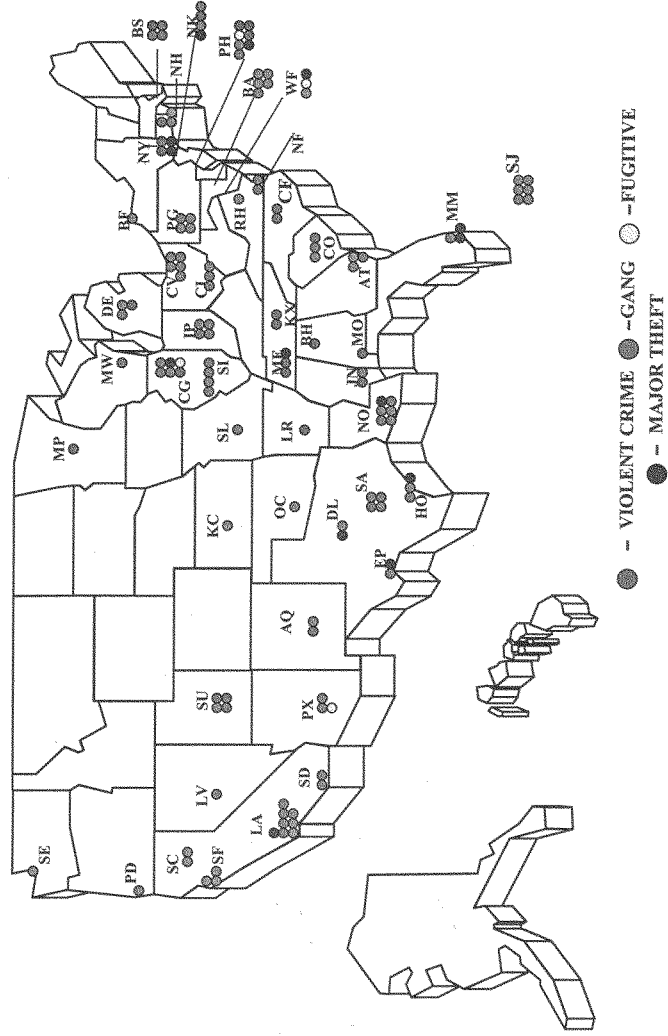 SE
PD
SC
SF
LV
LA
SD
SU
PX
AQ
EP
MP
KC
OC
DL
SA
HO
SL
LR
NO
JN
MW
CG
SI
DE
IP
CI
CV
ME
KX
BH
MO
BF
PG
RH
CE
CO
AT
MM
SJ
NY
BS
NH
NK
PH
BA
WF
NF
– VIOLENT CRIME
–GANG
–FUGITIVE
– MAJOR THEFT